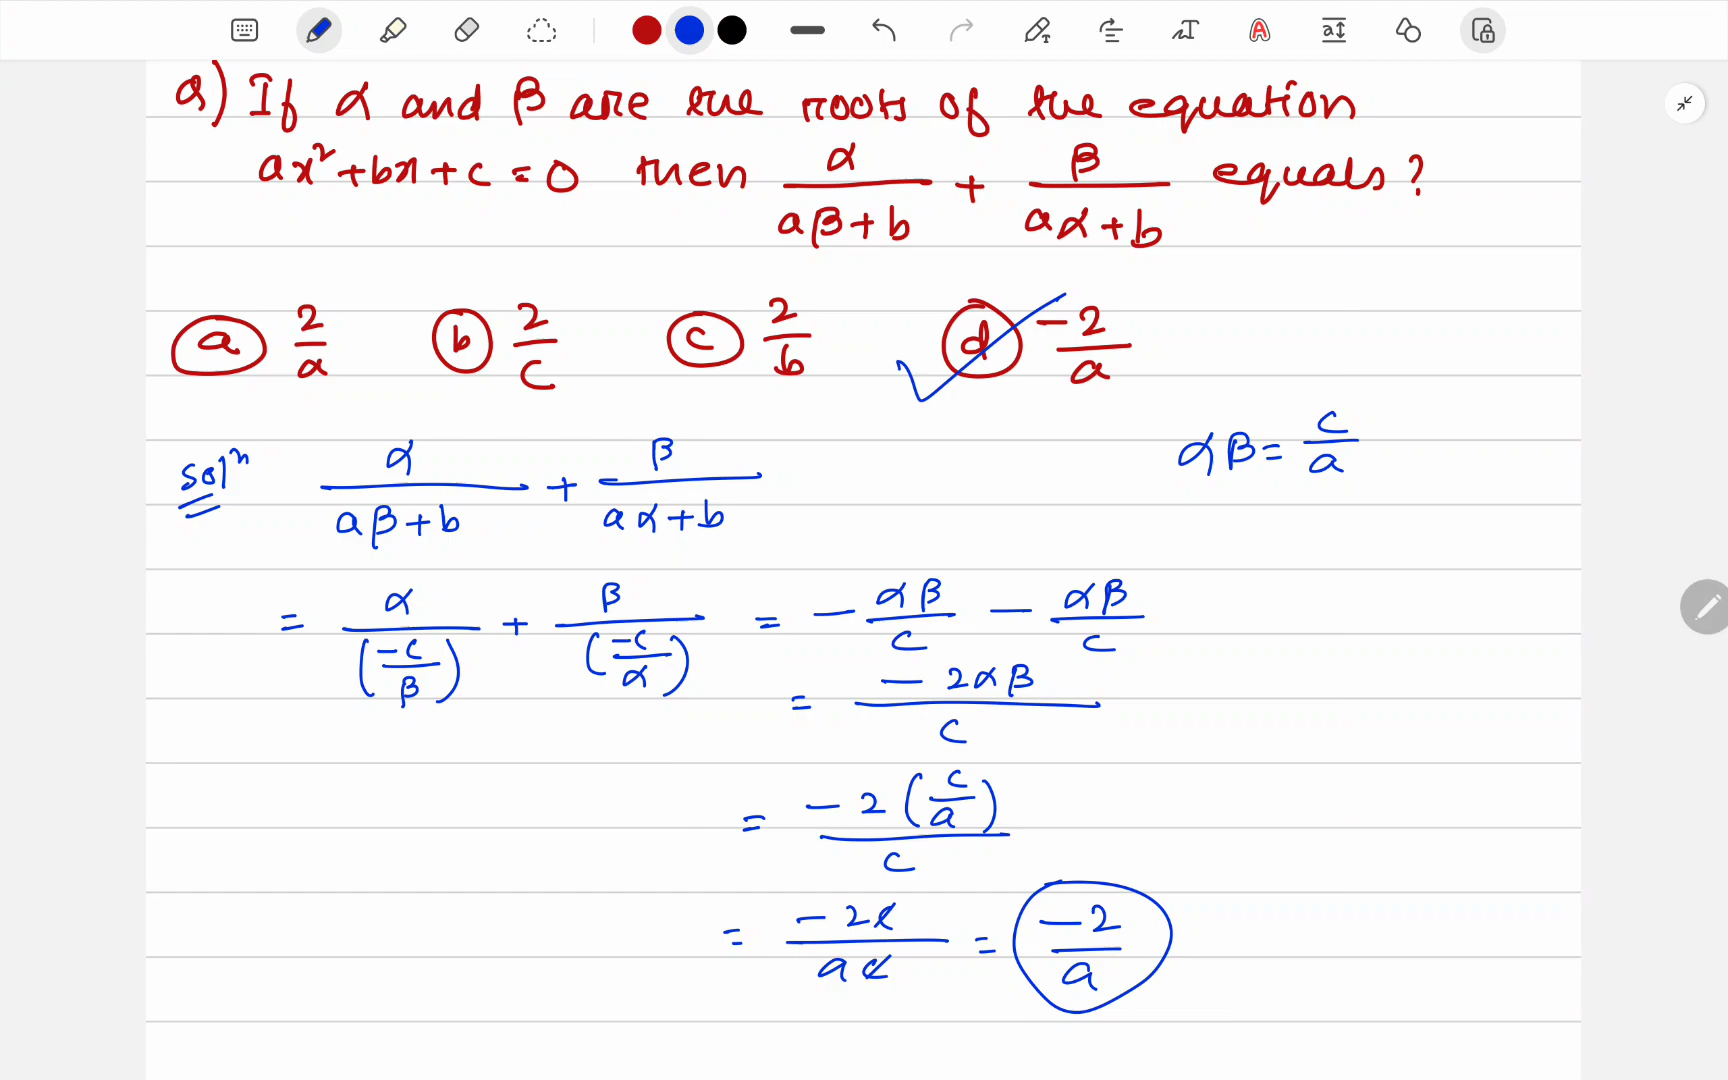 Q) If α and β are the roots of the equation
ax²+bx+c=0 then α/(aβ+b) + β/(aα+b) equals?
(a) 2/a (b) 2/c (c) 2/b (d) -2/a
αβ = c/a
solⁿ α/(aβ+b) + β/(aα+b)
= α/(-c/β) + β/(-c/α) = -αβ/c - αβ/c
= -2αβ/c
= -2(c/a)/c
= -2c/ac = -2/a